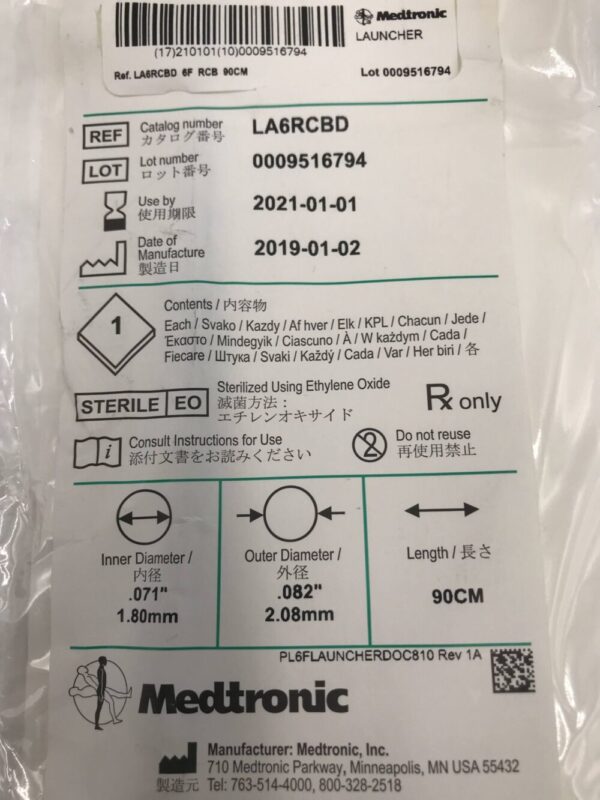 Medtronic
LAUNCHER
(17)210101(10)0009516794
Ref. LA6RCBD 6F RCB 90CM
Lot 0009516794
REF Catalog number LA6RCBD
カタログ番号
LOT Lot number 0009516794
ロット番号
Use by 2021-01-01
使用期限
Date of
Manufacture 2019-01-02
製造日
1
Contents / 内容物
Each / Svako / Kazdy / Af hver / Elk / KPL / Chacun / Jede /
Έκαστο / Mindegyik / Ciascuno / À / W każdym / Cada /
Fiecare / Штука / Svaki / Každý / Cada / Var / Her biri / 各
STERILE EO
Sterilized Using Ethylene Oxide
滅菌方法：
エチレンオキサイド
Rx only
i
Consult Instructions for Use
添付文書をお読みください
2
Do not reuse
再使用禁止
Inner Diameter /
内径
.071"
1.80mm
Outer Diameter /
外径
.082"
2.08mm
Length / 長さ
90CM
PL6FLAUNCHERDOC810 Rev 1A
Medtronic
Manufacturer: Medtronic, Inc.
710 Medtronic Parkway, Minneapolis, MN USA 55432
製造元 Tel: 763-514-4000, 800-328-2518